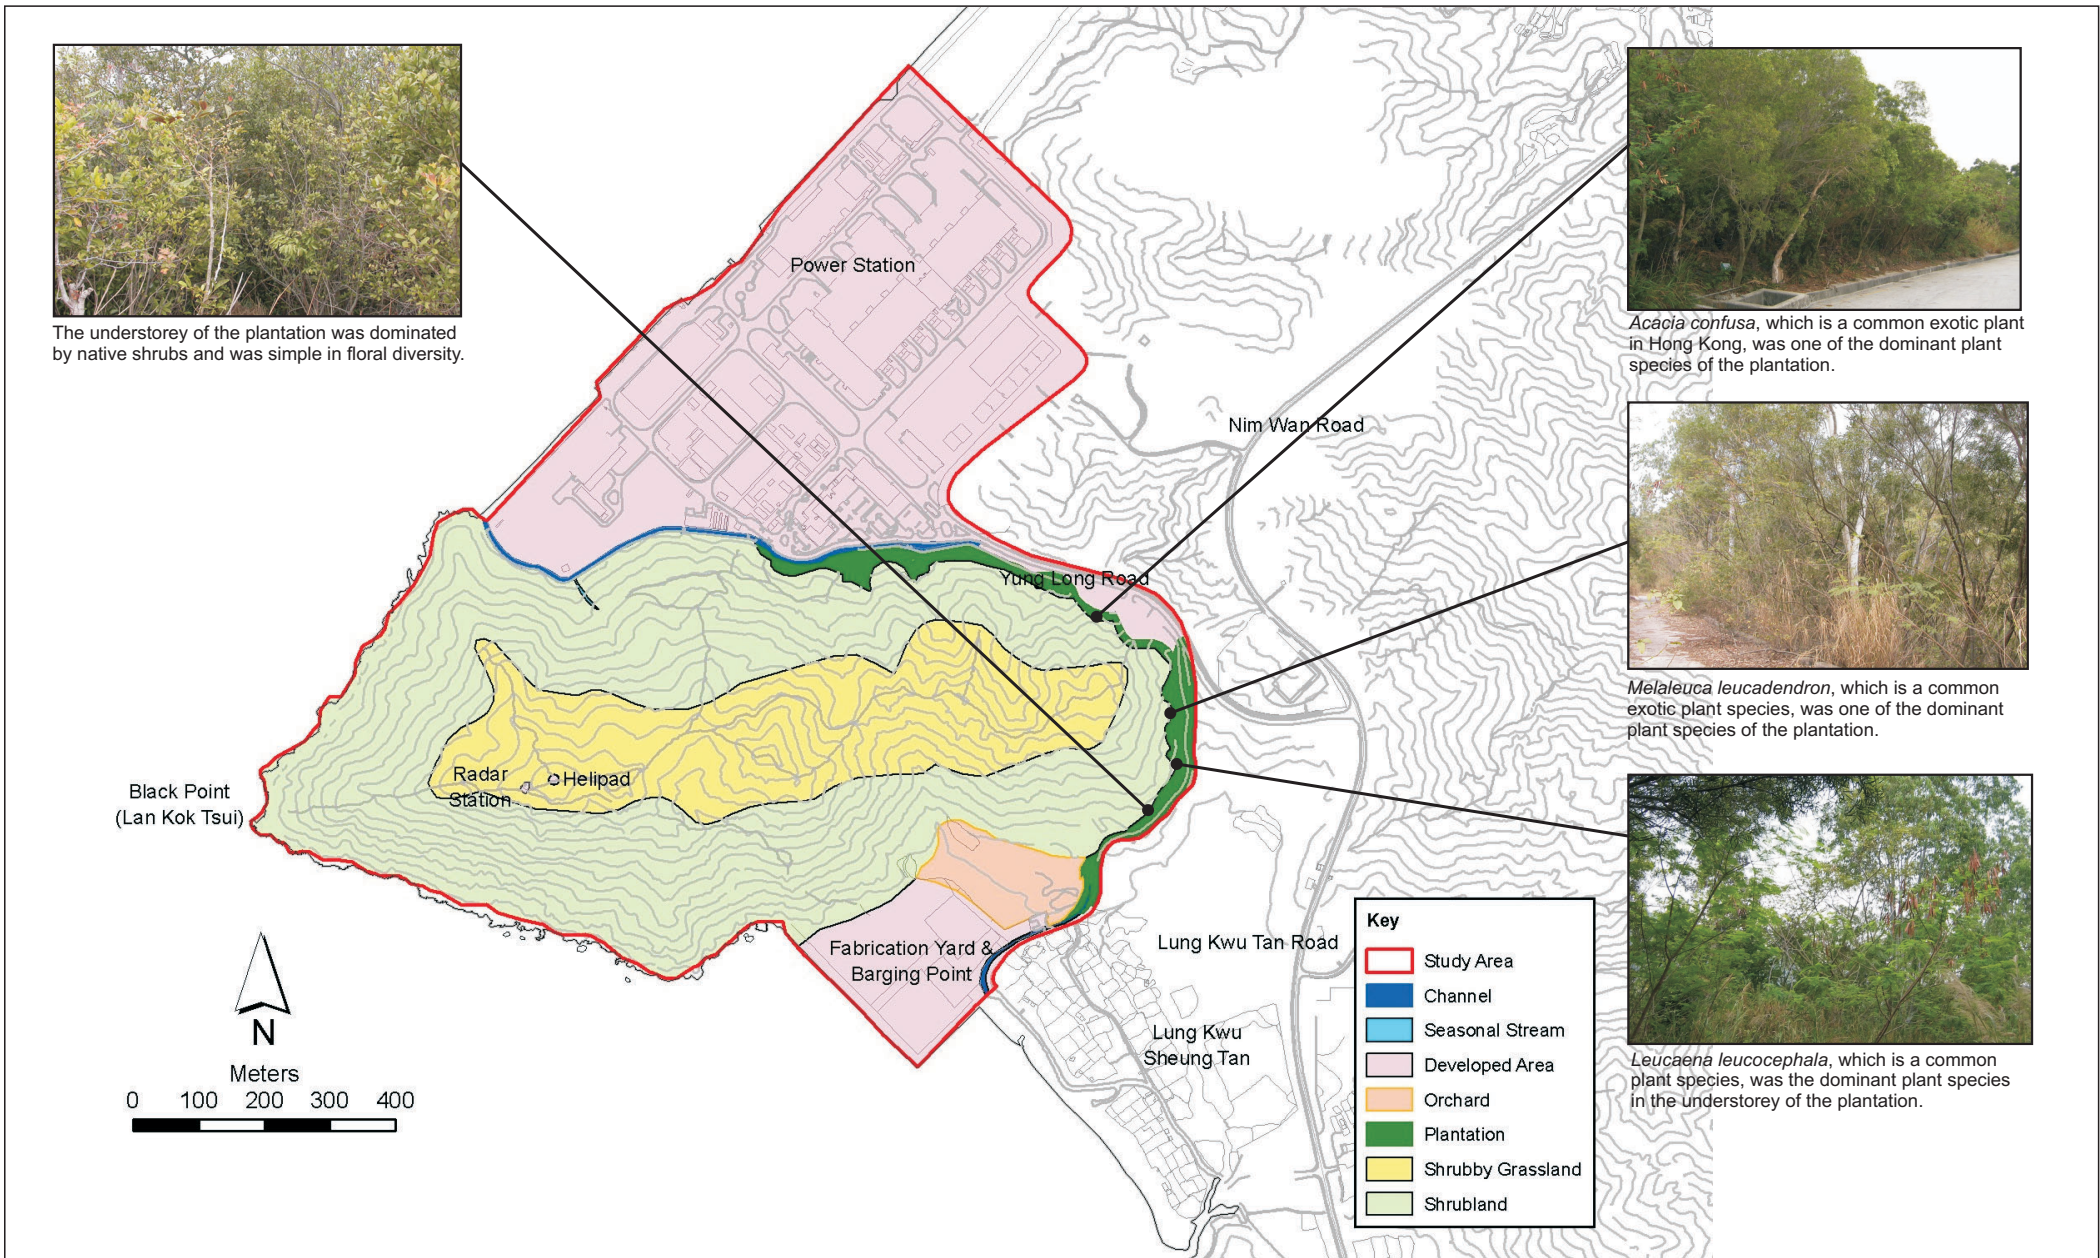 The understorey of the plantation was dominated
by native shrubs and was simple in floral diversity.
Acacia confusa, which is a common exotic plant
in Hong Kong, was one of the dominant plant
species of the plantation.
Melaleuca leucadendron, which is a common
exotic plant species, was one of the dominant
plant species of the plantation.
Leucaena leucocephala, which is a common
plant species, was the dominant plant species
in the understorey of the plantation.
Power Station
Nim Wan Road
Yung Long Road
Radar
Station
Helipad
Black Point
(Lan Kok Tsui)
Fabrication Yard &
Barging Point
Lung Kwu Tan Road
Lung Kwu
Sheung Tan
N
Meters
0 100 200 300 400
Key
Study Area
Channel
Seasonal Stream
Developed Area
Orchard
Plantation
Shrubby Grassland
Shrubland